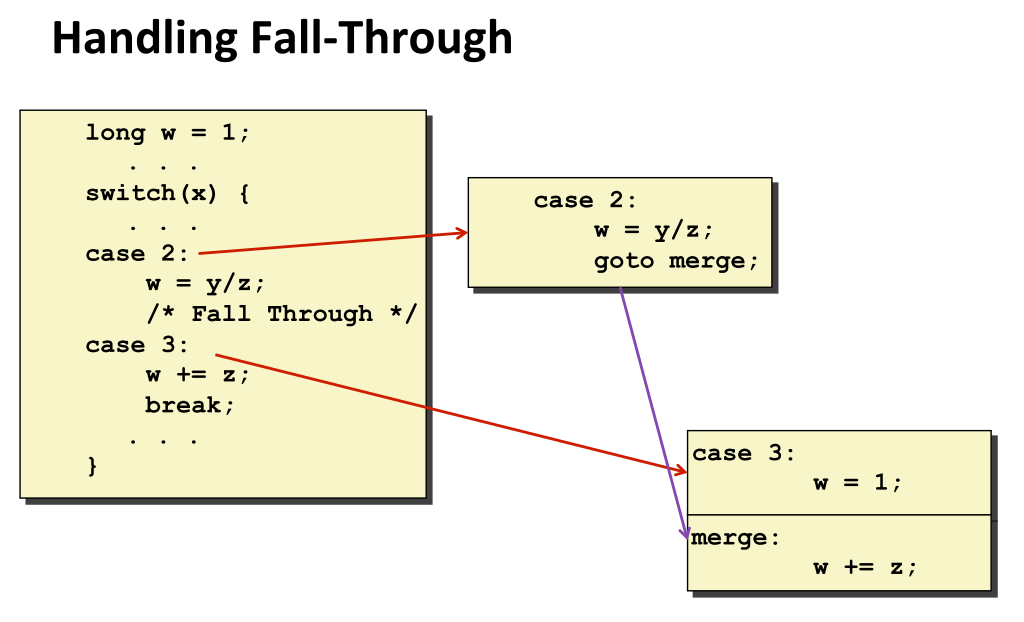 Handling Fall-Through
long w = 1;
. . .
switch(x) {
. . .
case 2:
w = y/z;
/* Fall Through */
case 3:
w += z;
break;
. . .
}
case 2:
w = y/z;
goto merge;
case 3:
w = 1;
merge:
w += z;